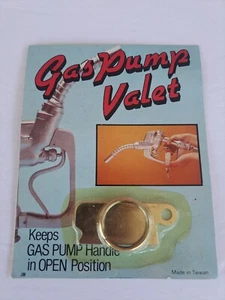 Gas Pump
Valet
Keeps
GAS PUMP Handle
in OPEN Position
Made in Taiwan